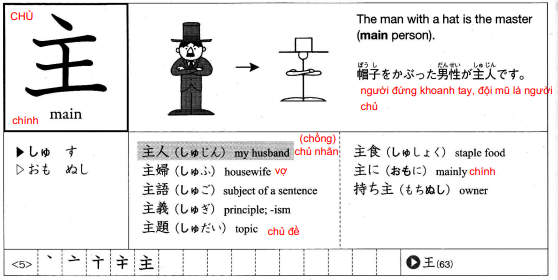 CHỦ
主
chính
main
The man with a hat is the master
(main person).
帽子をかぶった男性が主人です。
ぼうし だんせい しゅじん
người đứng khoanh tay, đội mũ là người
chủ
▶しゅ す
▷おも ぬし
主人(しゅじん) my husband (chồng) chủ nhân
主婦(しゅふ) housewife vợ
主語(しゅご) subject of a sentence
主義(しゅぎ) principle; -ism
主題(しゅだい) topic chủ đề
主食(しゅしょく) staple food
主に(おもに) mainly chính
持ち主(もちぬし) owner
<5> 丶 亠 十 キ 主
▶王(63)